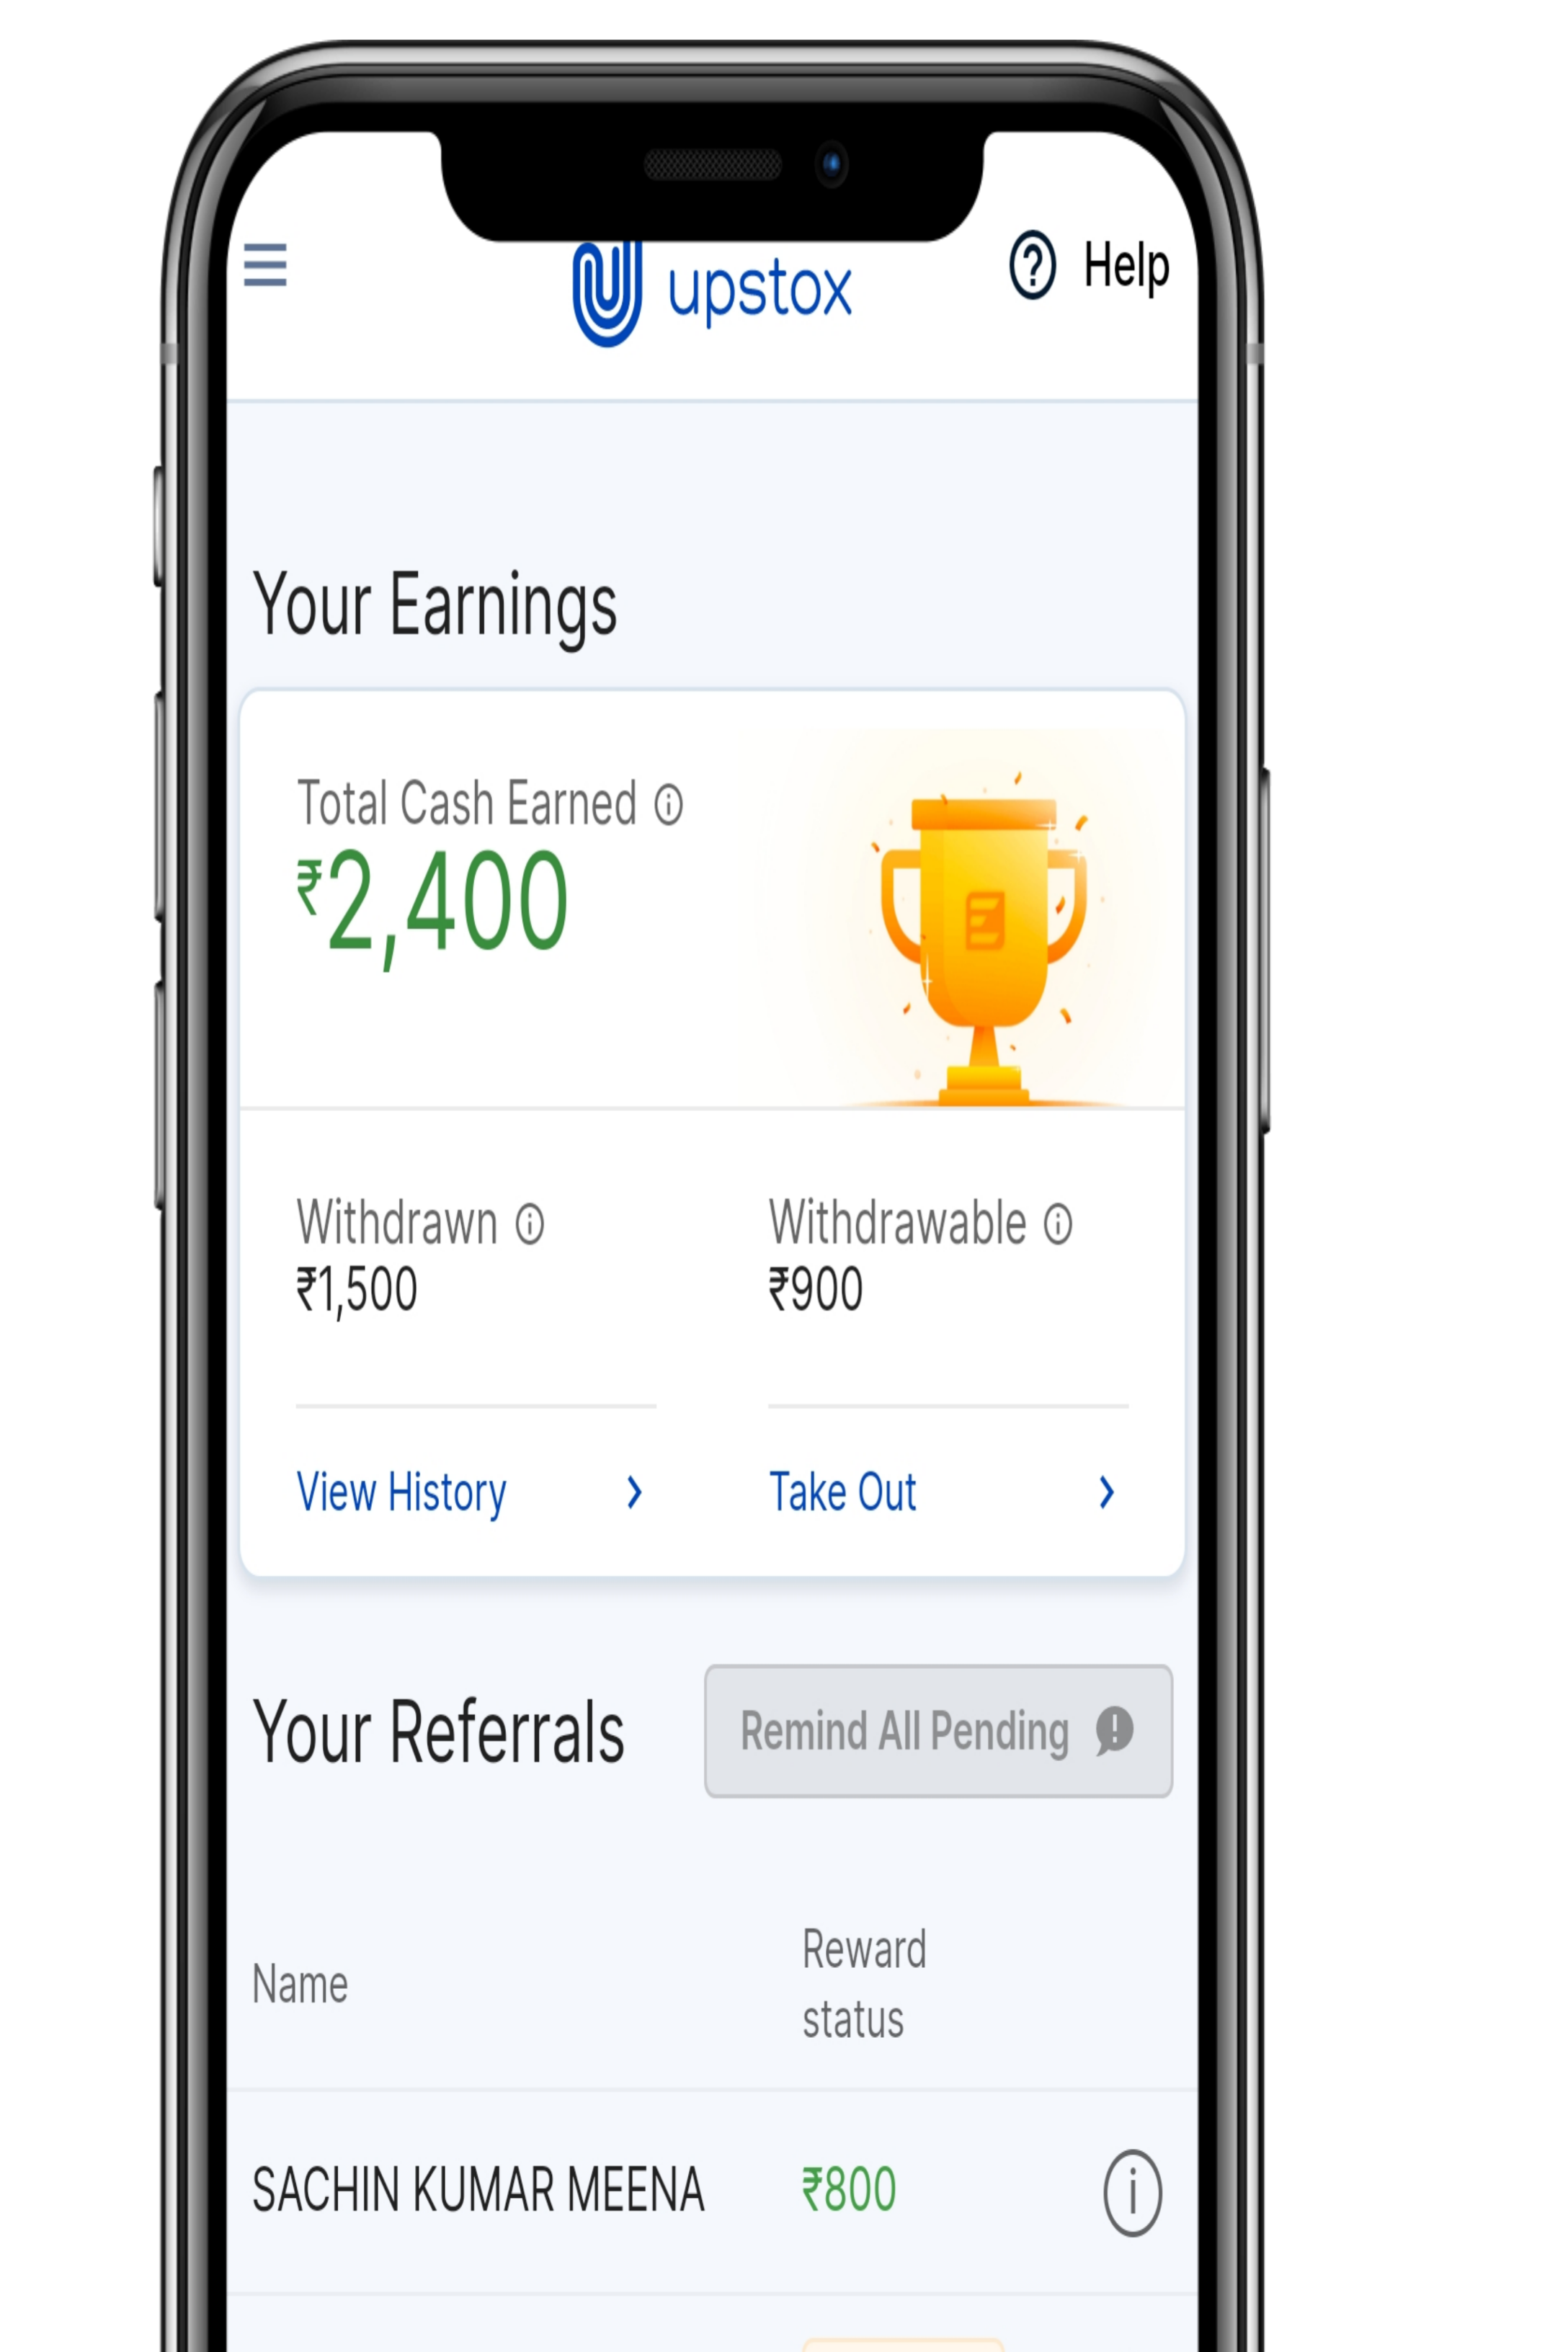 upstox
Help
Your Earnings
Total Cash Earned
₹2,400
Withdrawn
Withdrawable
₹1,500
₹900
View History
Take Out
Your Referrals
Remind All Pending
Name
Reward
status
SACHIN KUMAR MEENA
₹800